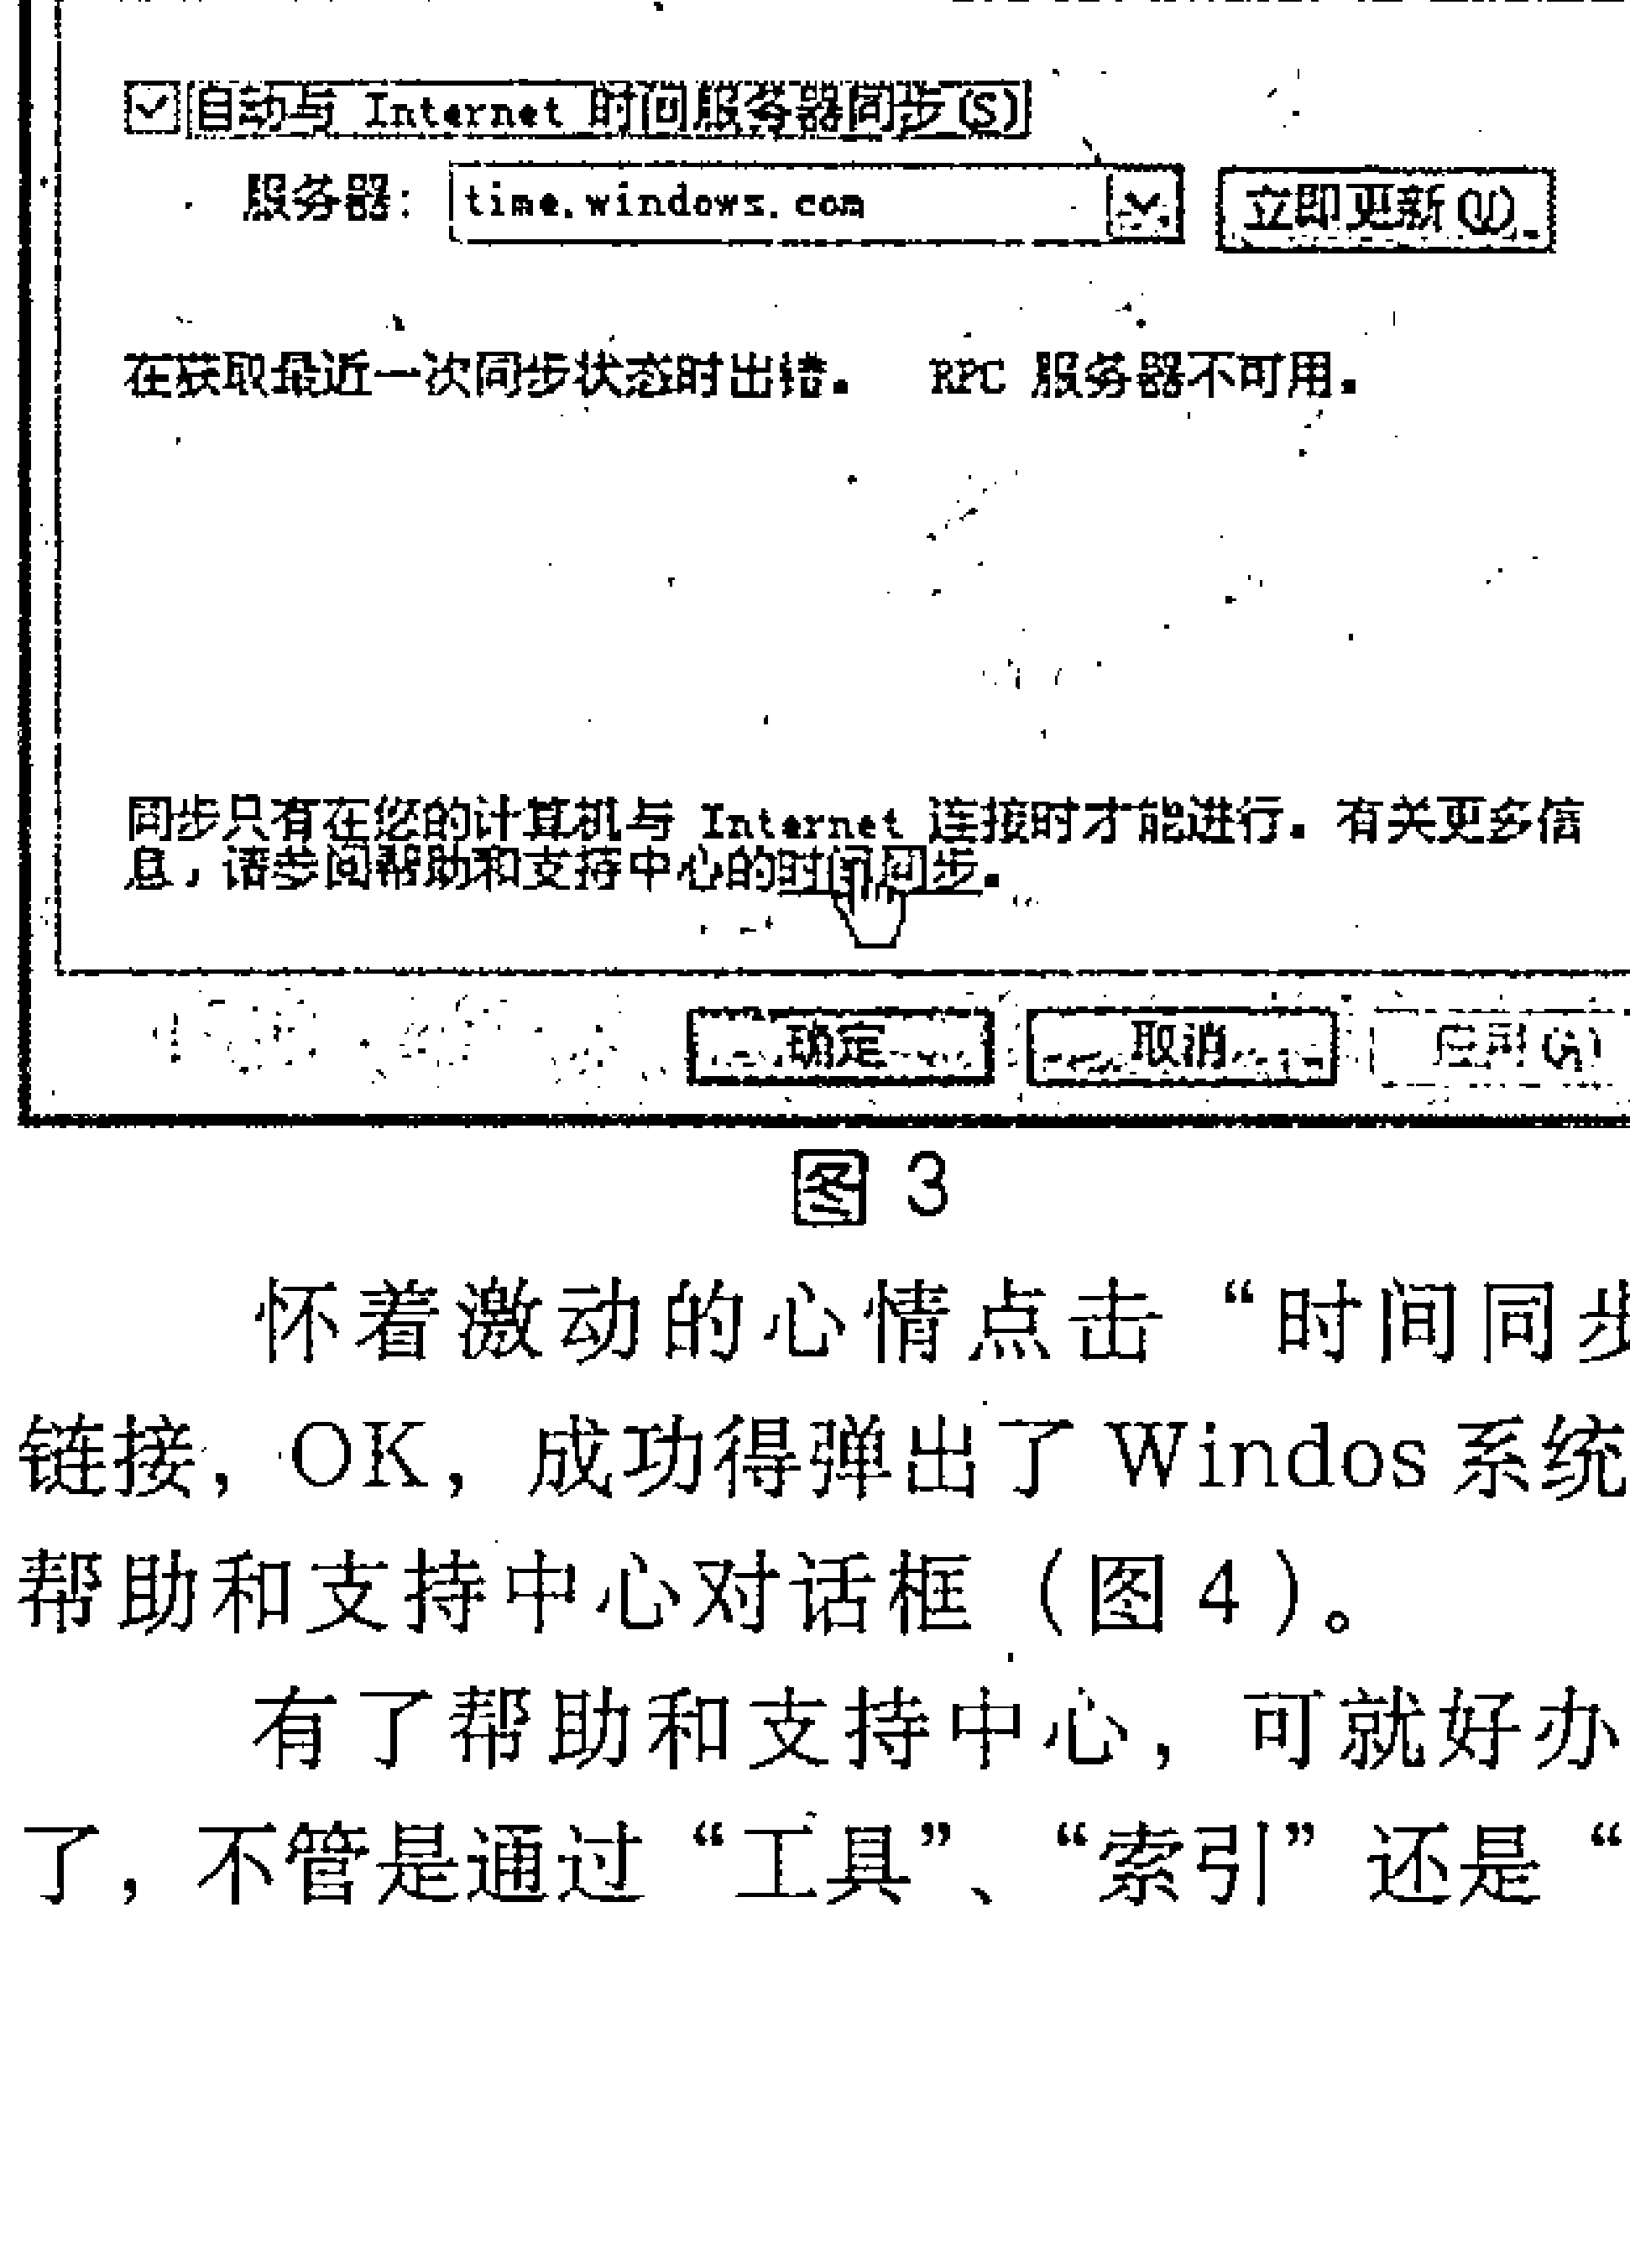 自动与 Internet 时间服务器同步(S)
服务器： time.windows.com 立即更新(U)
在获取最近一次同步状态时出错。 RPC 服务器不可用。
同步只有在您的计算机与 Internet 连接时才能进行。有关更多信
息，请参阅帮助和支持中心的时间同步。
确定 取消 应用(A)
图 3
怀着激动的心情点击“时间同步
链接，OK，成功得弹出了 Windos 系统
帮助和支持中心对话框（图 4）。
有了帮助和支持中心，可就好办
了，不管是通过“工具”、“索引”还是“